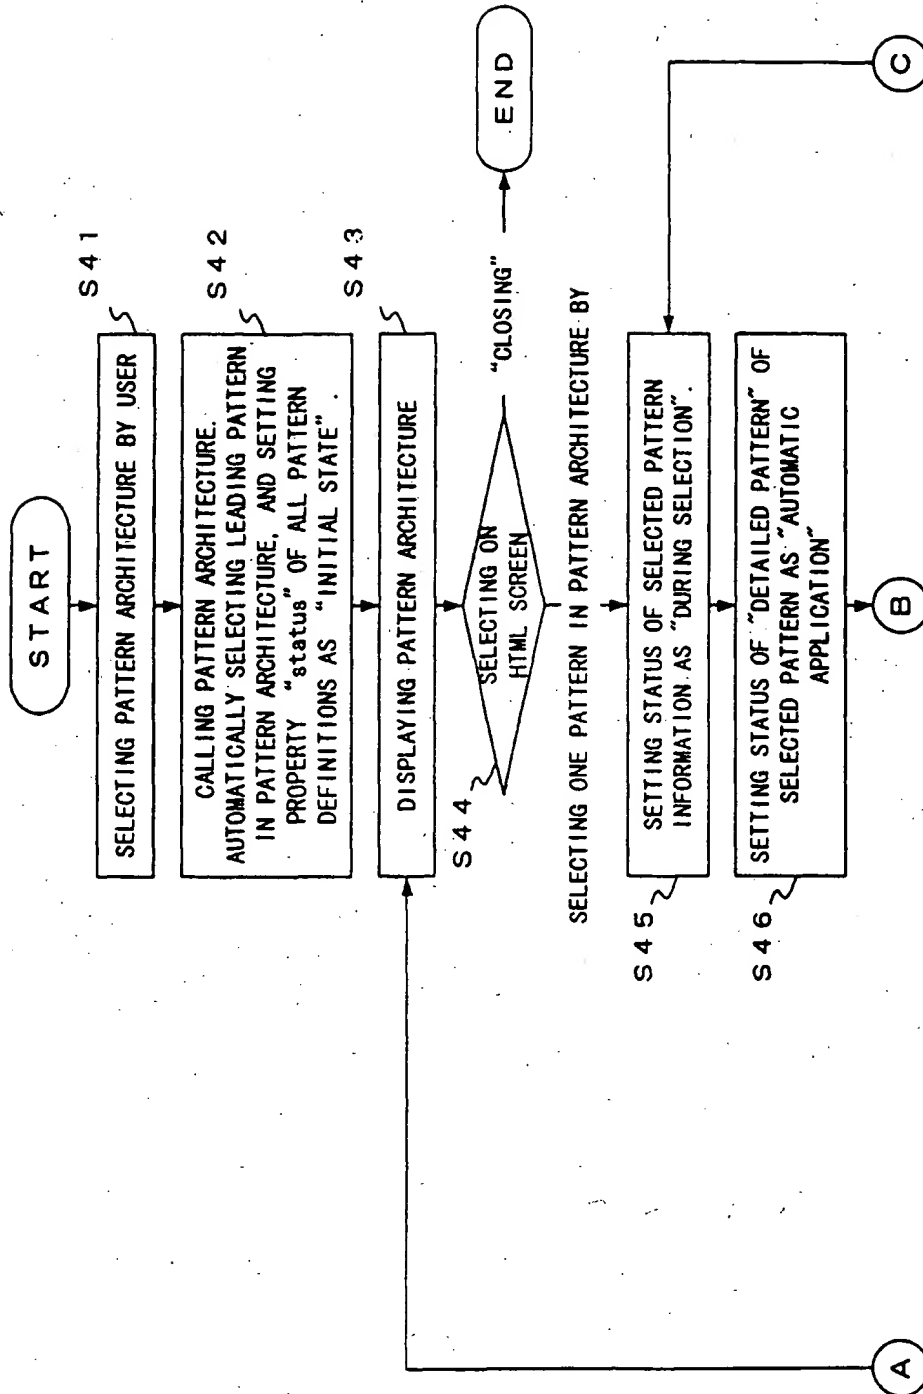 START
SELECTING PATTERN ARCHITECTURE BY USER
S41
CALLING PATTERN ARCHITECTURE.
AUTOMATICALLY SELECTING LEADING PATTERN
IN PATTERN ARCHITECTURE, AND SETTING
PROPERTY "status" OF ALL PATTERN
DEFINITIONS AS "INITIAL STATE".
S42
DISPLAYING PATTERN ARCHITECTURE
S43
S44
SELECTING ON
HTML SCREEN
"CLOSING"
END
SELECTING ONE PATTERN IN PATTERN ARCHITECTURE BY
S45
SETTING STATUS OF SELECTED PATTERN
INFORMATION AS "DURING SELECTION".
S46
SETTING STATUS OF "DETAILED PATTERN" OF
SELECTED PATTERN AS "AUTOMATIC
APPLICATION"
A
B
C